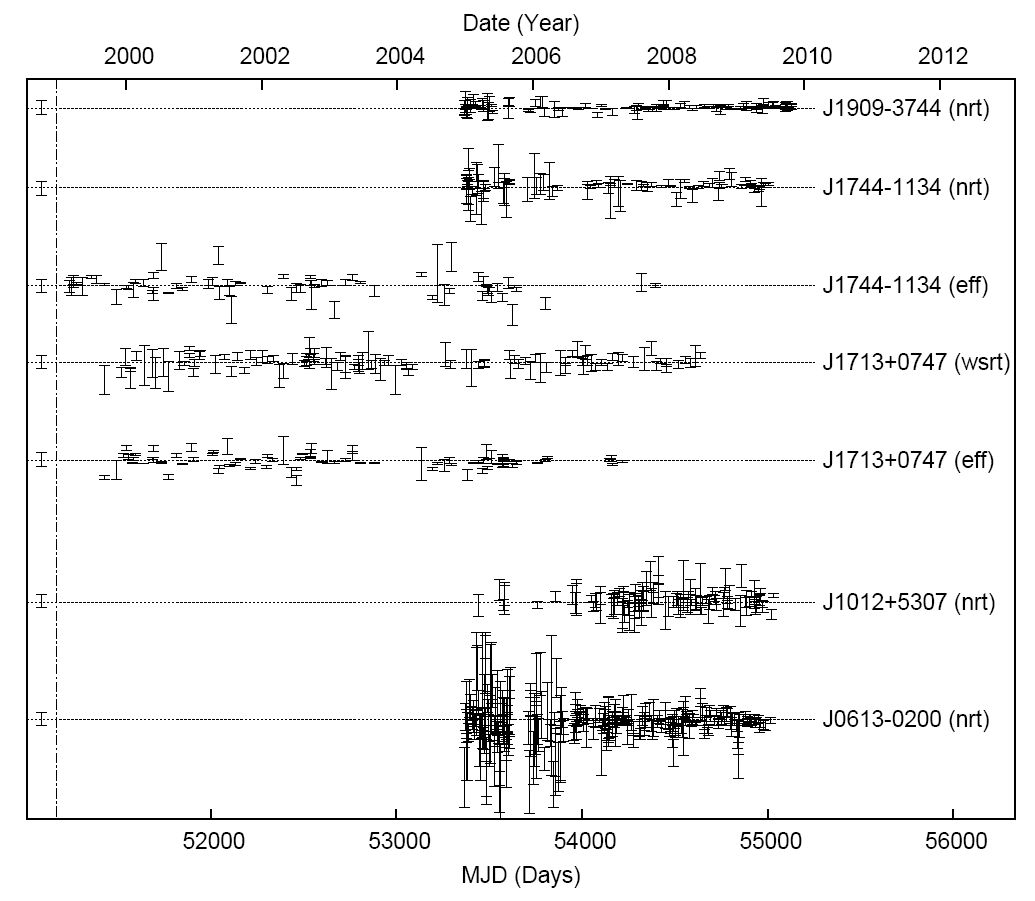 Date (Year)
2000 2002 2004 2006 2008 2010 2012
J1909-3744 (nrt)
J1744-1134 (nrt)
J1744-1134 (eff)
J1713+0747 (wsrt)
J1713+0747 (eff)
J1012+5307 (nrt)
J0613-0200 (nrt)
52000 53000 54000 55000 56000
MJD (Days)